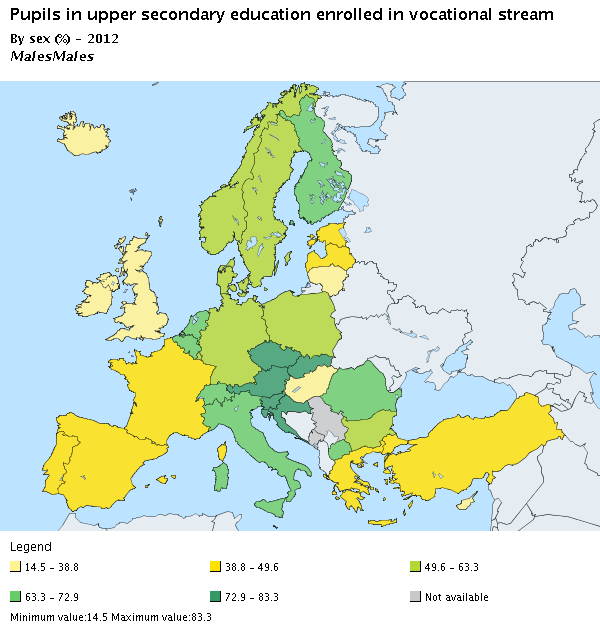 Pupils in upper secondary education enrolled in vocational stream
By sex (%) - 2012
MalesMales
Legend
14.5 - 38.8
38.8 - 49.6
49.6 - 63.3
63.3 - 72.9
72.9 - 83.3
Not available
Minimum value:14.5 Maximum value:83.3